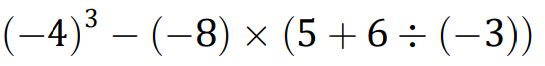 (−4)³ − (−8) × (5 + 6 ÷ (−3))